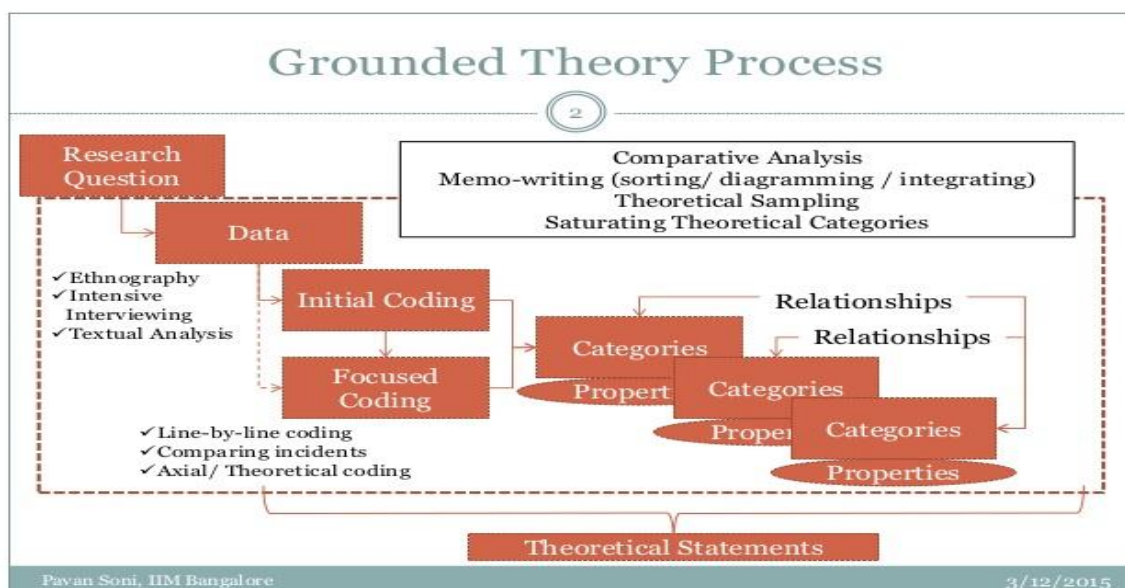 Grounded Theory Process
2
Research
Question
Comparative Analysis
Memo-writing (sorting/ diagramming / integrating)
Theoretical Sampling
Saturating Theoretical Categories
Data
✓Ethnography
✓Intensive
Interviewing
✓Textual Analysis
Initial Coding
Focused
Coding
✓Line-by-line coding
✓Comparing incidents
✓Axial/ Theoretical coding
Relationships
Relationships
Categories
Propert
Categories
Proper
Categories
Properties
Theoretical Statements
Pavan Soni, IIM Bangalore
3/12/2015